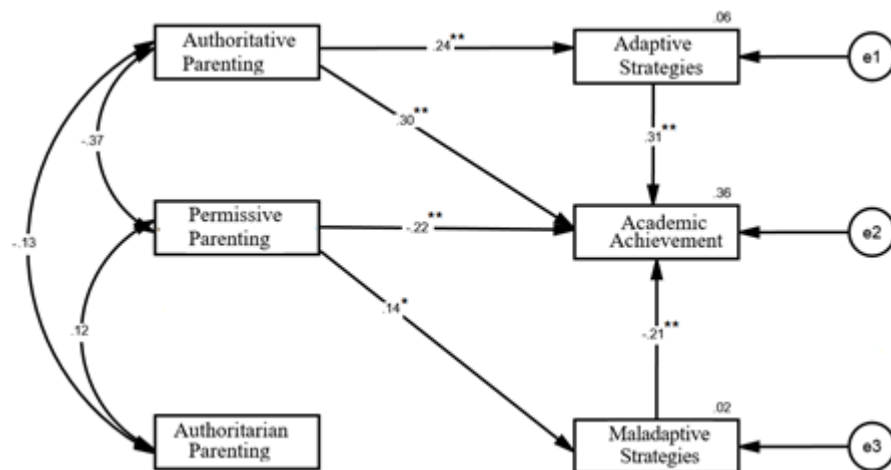 .06
Authoritative
Parenting
.24**
Adaptive
Strategies
e1
.30**
.31**
-.37
.36
Permissive
Parenting
-.22**
Academic
Achievement
e2
-.13
.14*
.12
-.21**
.02
Authoritarian
Parenting
Maladaptive
Strategies
e3